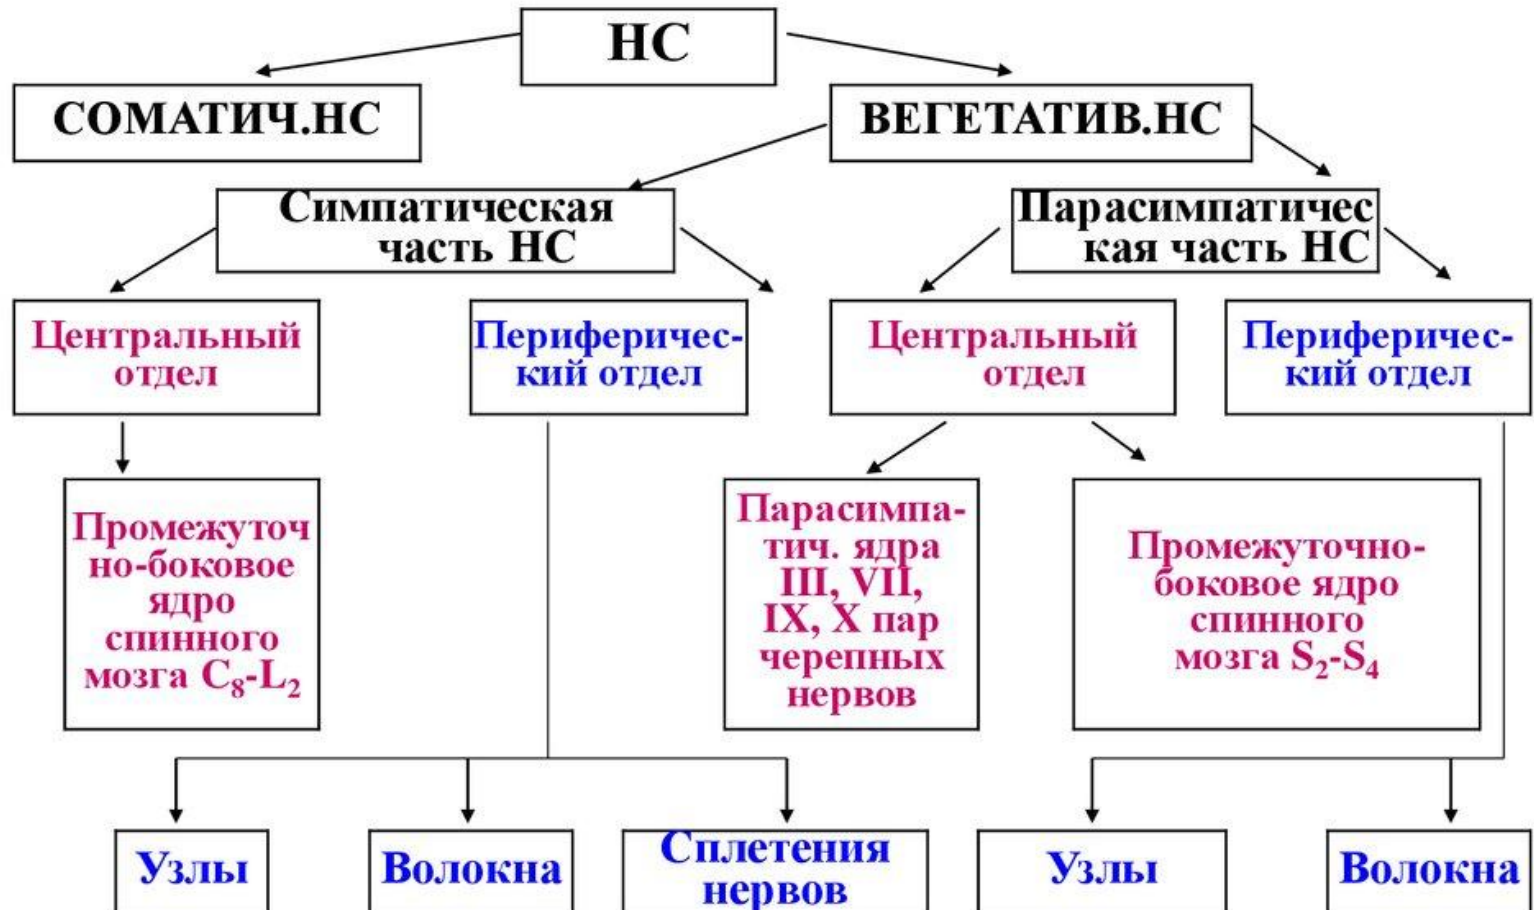 НС
СОМАТИЧ.НС
ВЕГЕТАТИВ.НС
Симпатическая
часть НС
Парасимпатичес
кая часть НС
Центральный
отдел
Перифериче­с-
кий отдел
Центральный
отдел
Периферичес-
кий отдел
Промежуточ
но-боковое
ядро
спинного
мозга C₈-L₂
Парасимпа-
тич. ядра
III, VII,
IX, X пар
черепных
нервов
Промежуточно-
боковое ядро
спинного
мозга S₂-S₄
Узлы
Волокна
Сплетения
нервов
Узлы
Волокна